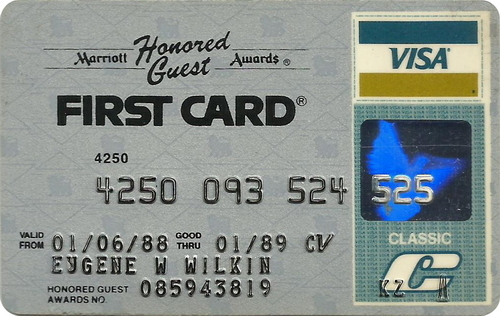 Honored
Marriott Guest Awards ®
FIRST CARD®
VISA
4250
4250 093 524 525
CLASSIC
VALID FROM 01/06/88 GOOD THRU 01/89 CV
EUGENE W WILKIN
HONORED GUEST
AWARDS NO. 085943819
KZ